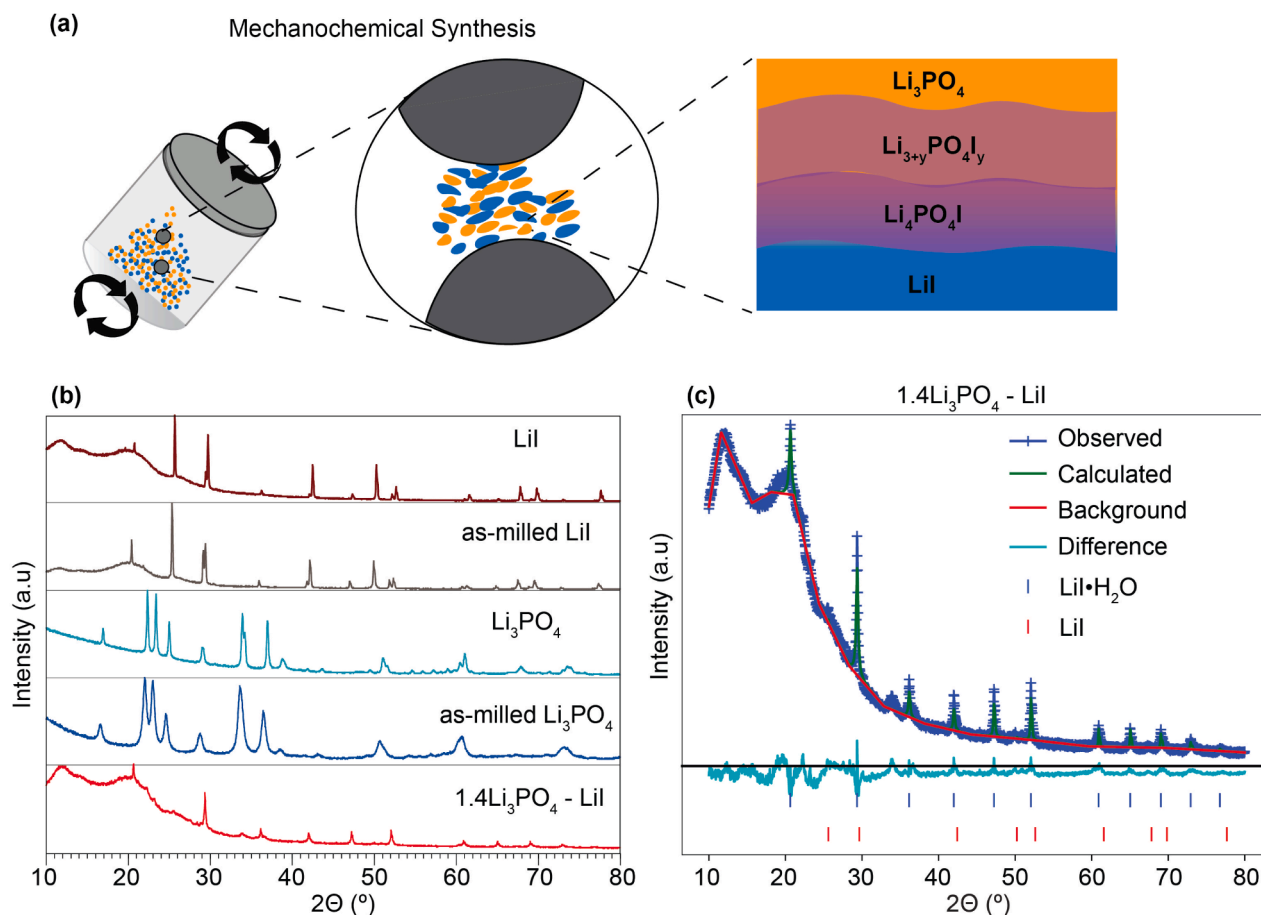 (a)
Mechanochemical Synthesis
Li₃PO₄
Li₃₊yPO₄Iy
Li₄PO₄I
LiI
(b)
LiI
as-milled LiI
Li₃PO₄
as-milled Li₃PO₄
1.4Li₃PO₄ - LiI
Intensity (a.u)
10 20 30 40 50 60 70 80
2Θ (º)
(c)
1.4Li₃PO₄ - LiI
Observed
Calculated
Background
Difference
LiI•H₂O
LiI
Intensity (a.u)
10 20 30 40 50 60 70 80
2Θ (º)